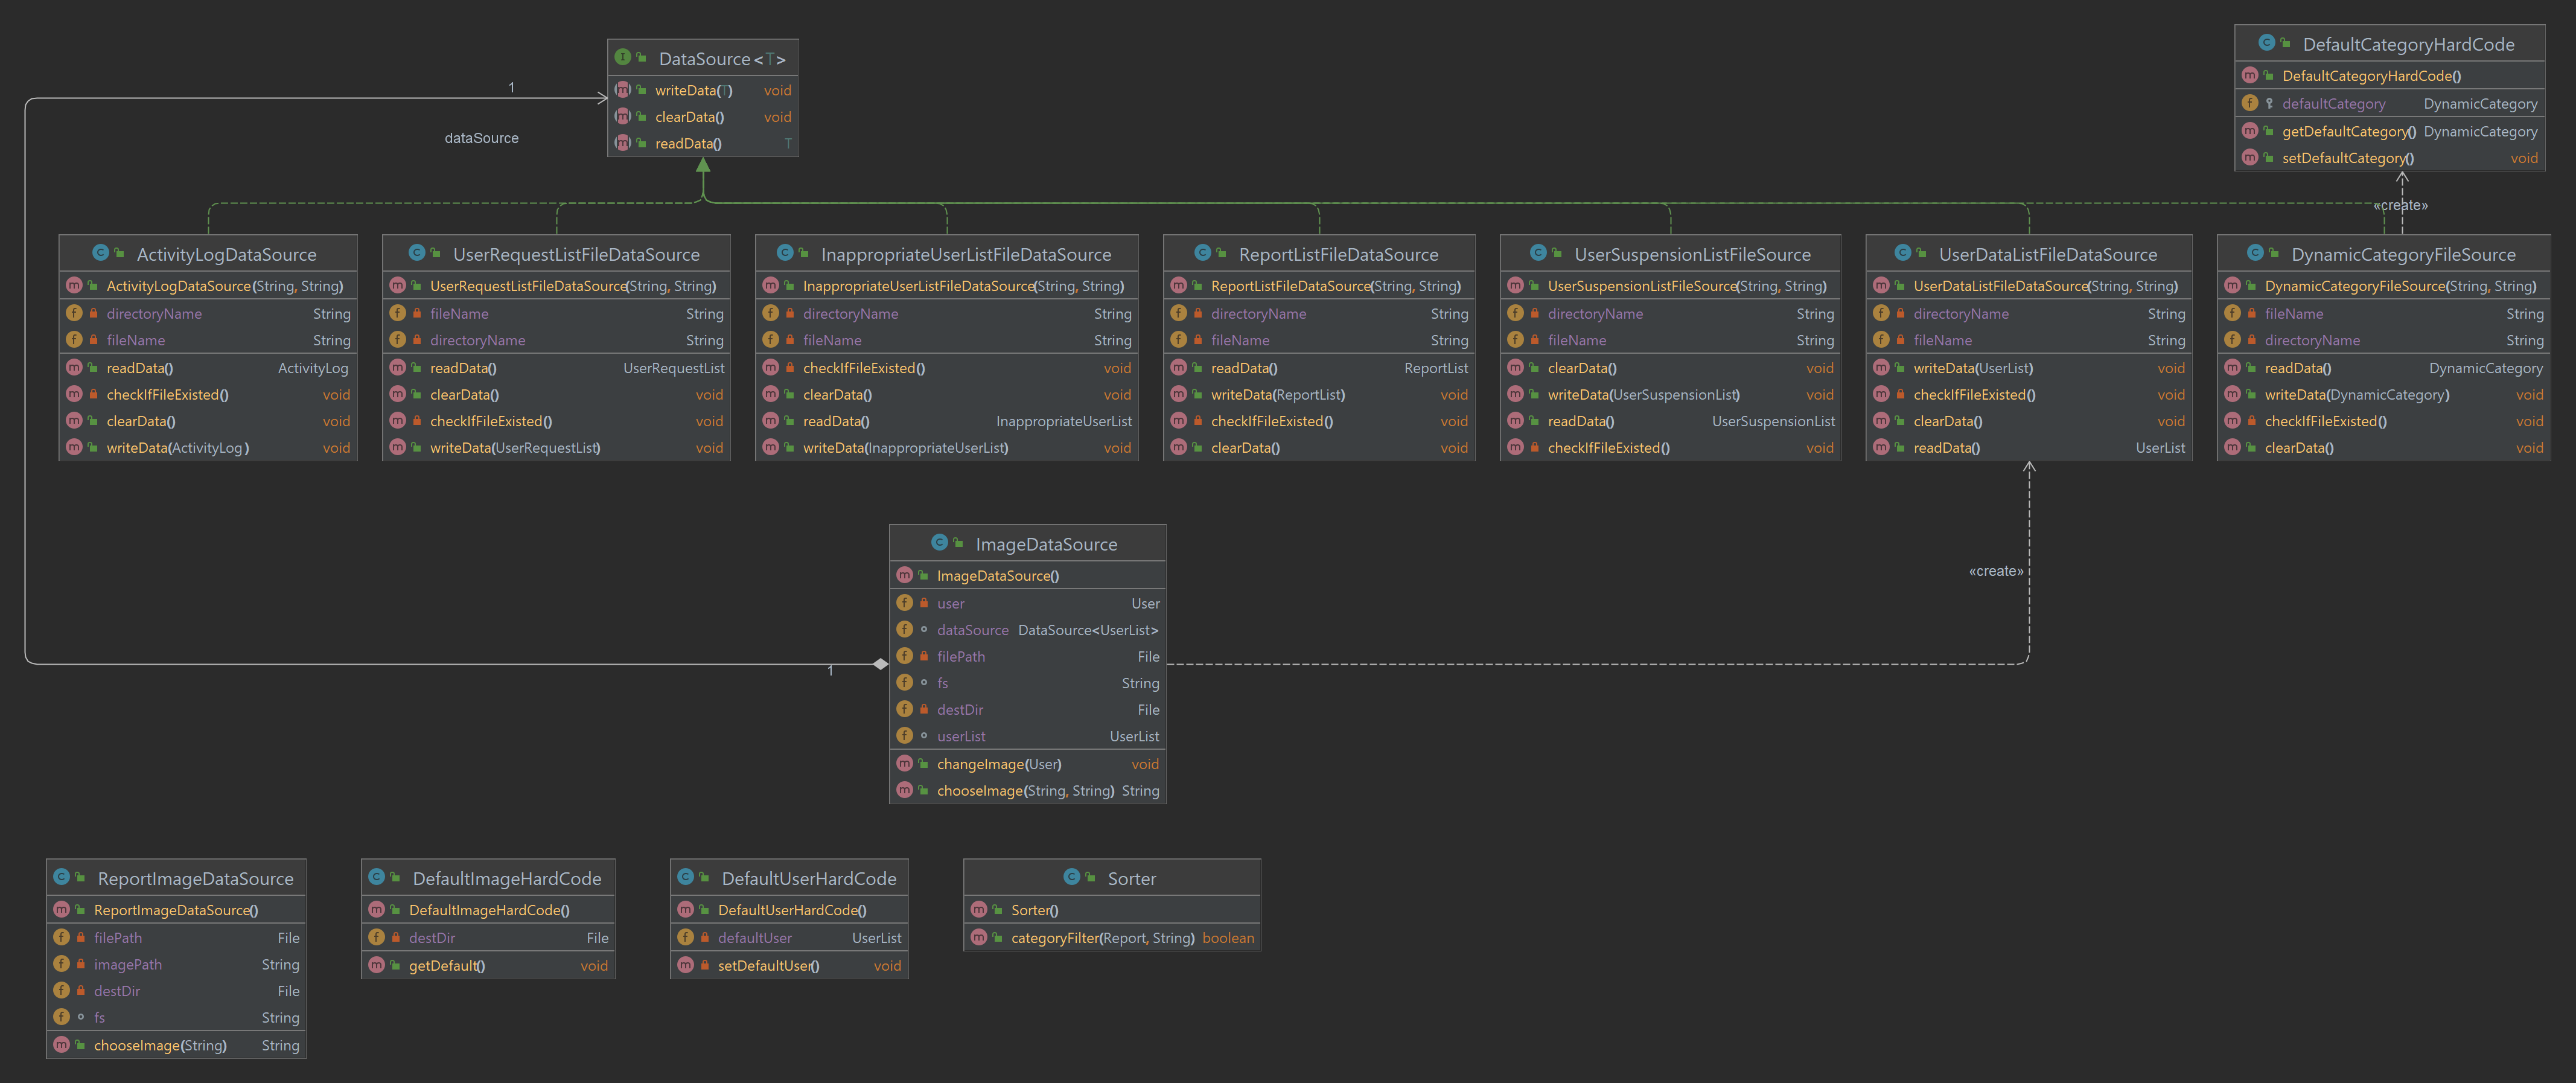 DataSource<T>
writeData(T) void
clearData() void
readData() T
DefaultCategoryHardCode
DefaultCategoryHardCode()
defaultCategory DynamicCategory
getDefaultCategory() DynamicCategory
setDefaultCategory() void
1
dataSource
«create»
ActivityLogDataSource
ActivityLogDataSource(String, String)
directoryName String
fileName String
readData() ActivityLog
checkIfFileExisted() void
clearData() void
writeData(ActivityLog) void
UserRequestListFileDataSource
UserRequestListFileDataSource(String, String)
fileName String
directoryName String
readData() UserRequestList
clearData() void
checkIfFileExisted() void
writeData(UserRequestList) void
InappropriateUserListFileDataSource
InappropriateUserListFileDataSource(String, String)
directoryName String
fileName String
checkIfFileExisted() void
clearData() void
readData() InappropriateUserList
writeData(InappropriateUserList) void
ReportListFileDataSource
ReportListFileDataSource(String, String)
directoryName String
fileName String
readData() ReportList
writeData(ReportList) void
checkIfFileExisted() void
clearData() void
UserSuspensionListFileSource
UserSuspensionListFileSource(String, String)
directoryName String
fileName String
clearData() void
writeData(UserSuspensionList) void
readData() UserSuspensionList
checkIfFileExisted() void
UserDataListFileDataSource
UserDataListFileDataSource(String, String)
directoryName String
fileName String
writeData(UserList) void
checkIfFileExisted() void
clearData() void
readData() UserList
DynamicCategoryFileSource
DynamicCategoryFileSource(String, String)
fileName String
directoryName String
readData() DynamicCategory
writeData(DynamicCategory) void
checkIfFileExisted() void
clearData() void
ImageDataSource
ImageDataSource()
user User
dataSource DataSource<UserList>
filePath File
fs String
destDir File
userList UserList
changeImage(User) void
chooseImage(String, String) String
«create»
1
ReportImageDataSource
ReportImageDataSource()
filePath File
imagePath String
destDir File
fs String
chooseImage(String) String
DefaultImageHardCode
DefaultImageHardCode()
destDir File
getDefault() void
DefaultUserHardCode
DefaultUserHardCode()
defaultUser UserList
setDefaultUser() void
Sorter
Sorter()
categoryFilter(Report, String) boolean